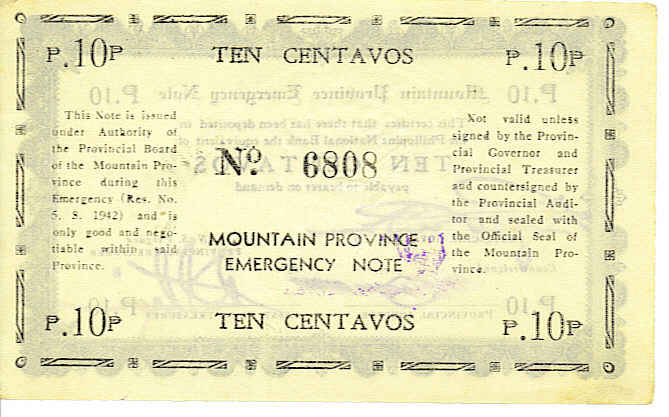 P.10P TEN CENTAVOS P.10P
This Note is issued
under Authority of
the Provincial Board
of the Mountain Pro-
vince during this
Emergency (Res. No.
5. S. 1942) and is
only good and nego-
tiable within said
Province.
No. 6808
MOUNTAIN PROVINCE
EMERGENCY NOTE
Not valid unless
signed by the Provin-
cial Governor and
Provincial Treasurer
and countersigned by
the Provincial Audi-
tor and sealed with
the Official Seal of
the Mountain Pro-
vince.
P.10P TEN CENTAVOS P.10P